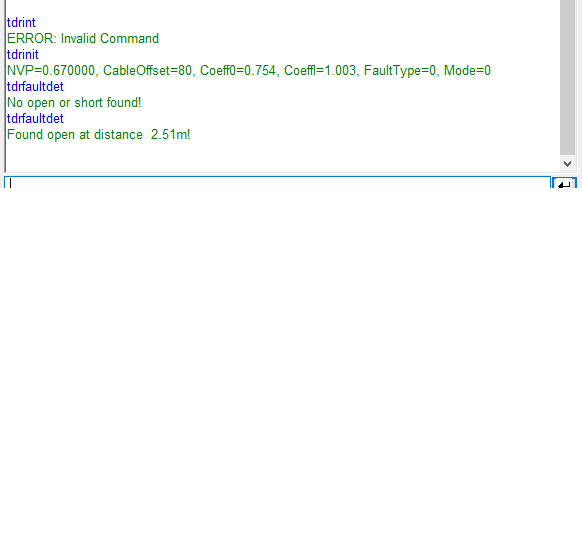 tdrint
ERROR: Invalid Command
tdrinit
NVP=0.670000, CableOffset=80, Coeff0=0.754, Coeffl=1.003, FaultType=0, Mode=0
tdrfaultdet
No open or short found!
tdrfaultdet
Found open at distance  2.51m!